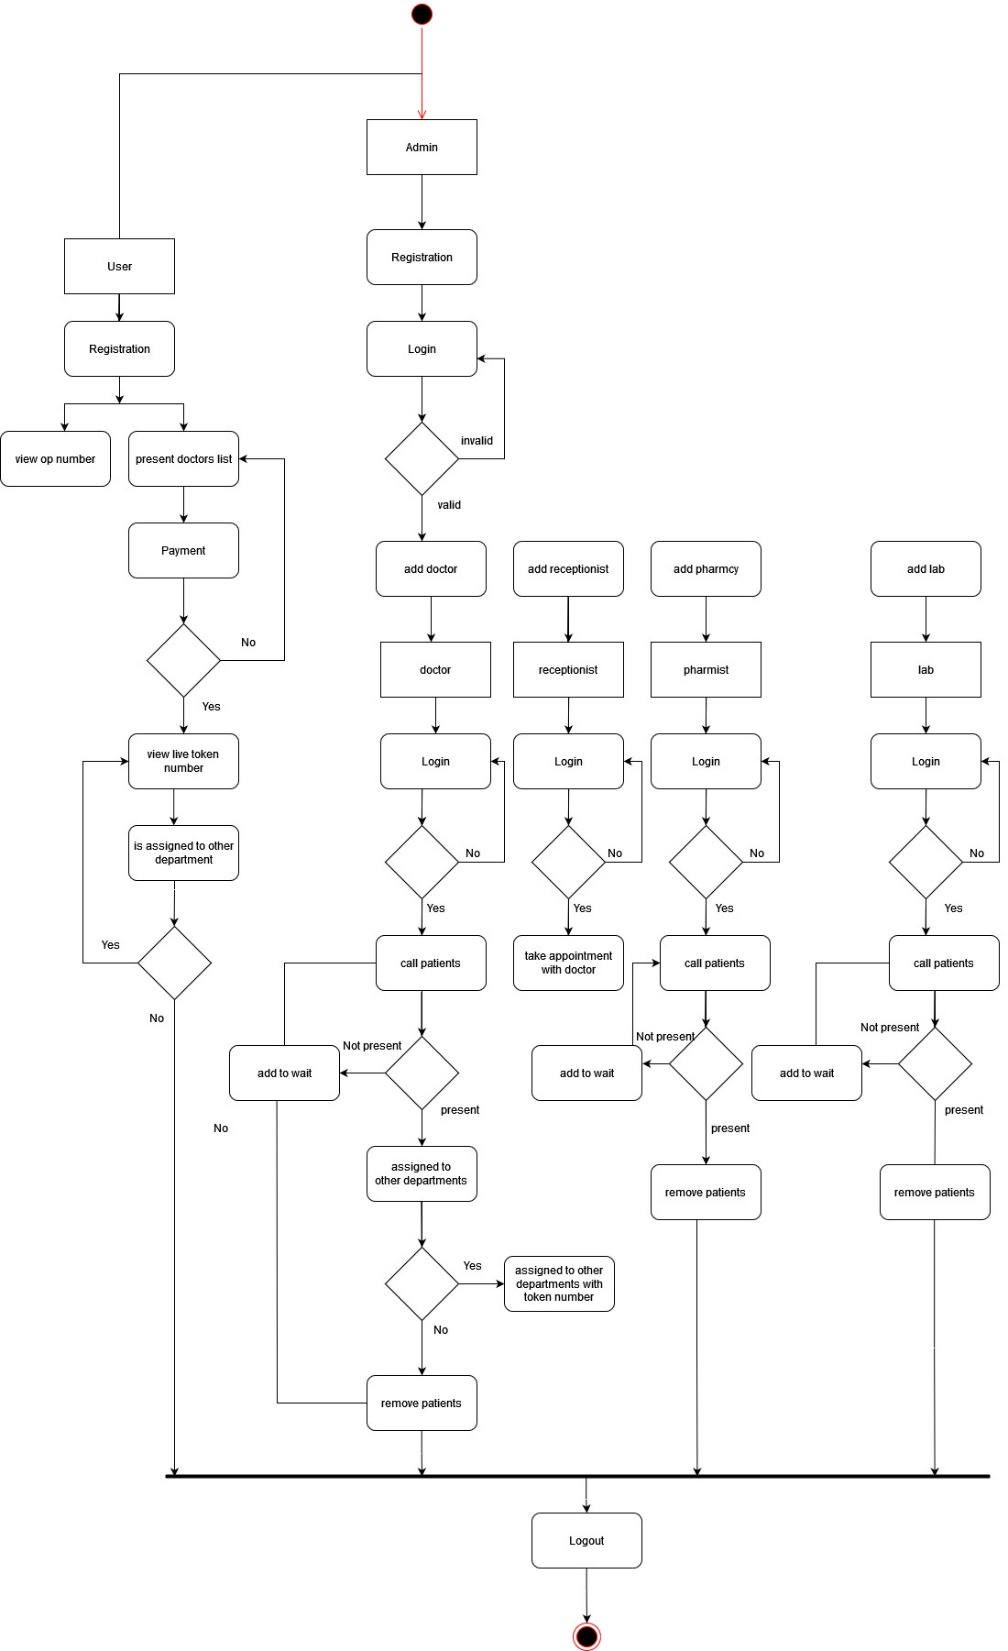 Admin
Registration
User
Login
Registration
invalid
view op number
present doctors list
valid
Payment
add doctor
add receptionist
add pharmcy
add lab
No
doctor
receptionist
pharmist
lab
Yes
view live token
number
Login
Login
Login
Login
is assigned to other
department
No
No
No
No
Yes
Yes
Yes
Yes
Yes
call patients
take appointment
with doctor
call patients
call patients
No
Not present
Not present
Not present
add to wait
add to wait
add to wait
present
present
present
No
assigned to
other departments
remove patients
remove patients
Yes
assigned to other
departments with
token number
No
remove patients
Logout